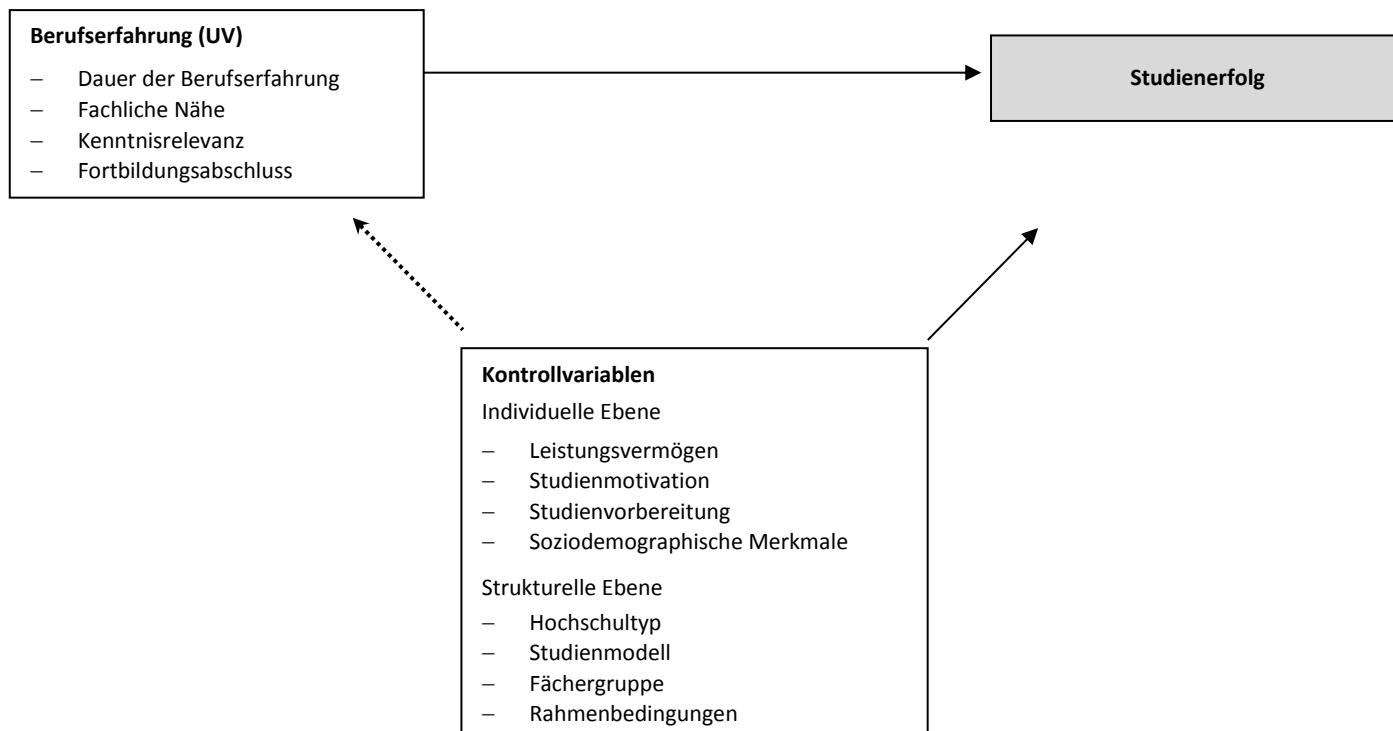 Berufserfahrung (UV)
– Dauer der Berufserfahrung
– Fachliche Nähe
– Kenntnisrelevanz
– Fortbildungsabschluss
Studienerfolg
Kontrollvariablen
Individuelle Ebene
– Leistungsvermögen
– Studienmotivation
– Studienvorbereitung
– Soziodemographische Merkmale
Strukturelle Ebene
– Hochschultyp
– Studienmodell
– Fächergruppe
– Rahmenbedingungen